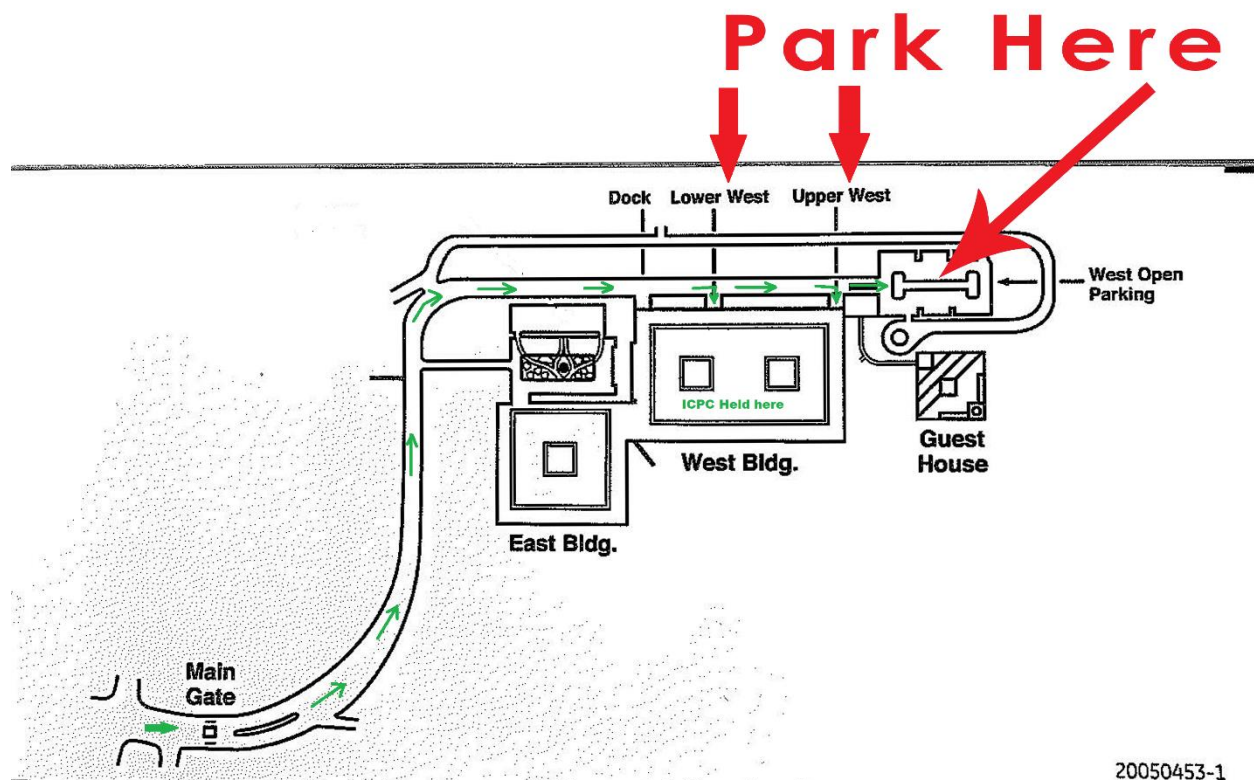 Park Here
Dock
Lower West
Upper West
West Open
Parking
ICPC Held here
Guest
House
West Bldg.
East Bldg.
Main
Gate
20050453-1